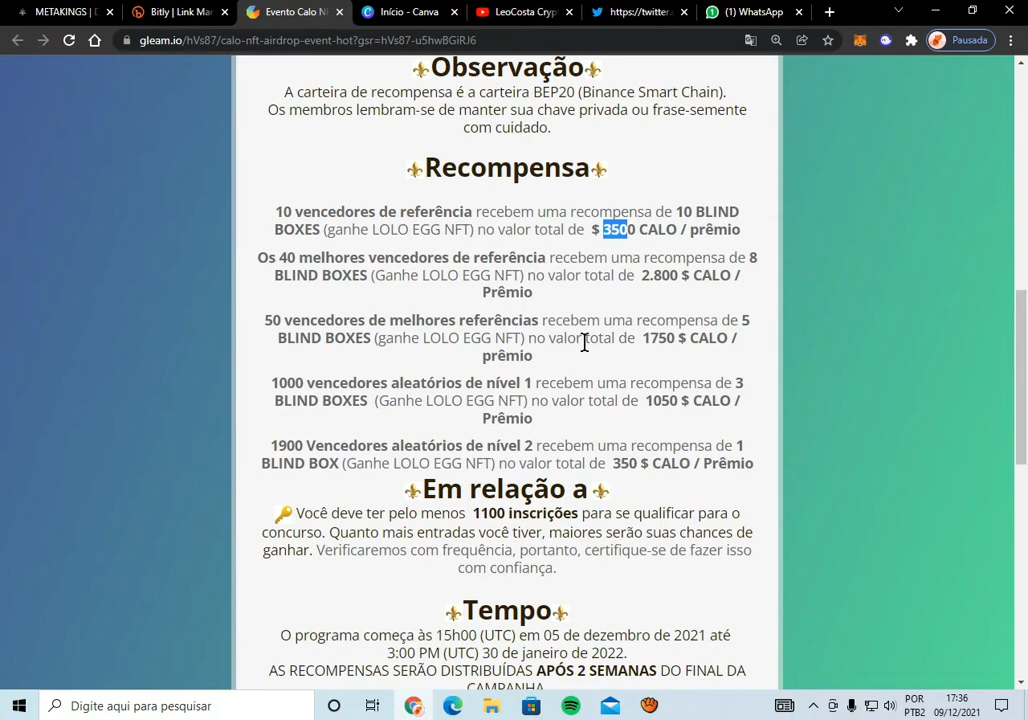 METAKINGS / D
Bitly | Link Mar
Evento Calo NF
Início - Canva
LeoCosta Cryp
https://twitter.
(1) WhatsApp
gleam.io/hVs87/calo-nft-airdrop-event-hot?gsr=hVs87-u5hwBGiRJ6
Pausada
Observação
A carteira de recompensa é a carteira BEP20 (Binance Smart Chain).
Os membros lembram-se de manter sua chave privada ou frase-semente
com cuidado.
Recompensa
10 vencedores de referência recebem uma recompensa de 10 BLIND
BOXES (ganhe LOLO EGG NFT) no valor total de $ 3500 CALO / prêmio
Os 40 melhores vencedores de referência recebem uma recompensa de 8
BLIND BOXES (Ganhe LOLO EGG NFT) no valor total de 2.800 $ CALO /
Prêmio
50 vencedores de melhores referências recebem uma recompensa de 5
BLIND BOXES (ganhe LOLO EGG NFT) no valor total de 1750 $ CALO /
prêmio
1000 vencedores aleatórios de nível 1 recebem uma recompensa de 3
BLIND BOXES (Ganhe LOLO EGG NFT) no valor total de 1050 $ CALO /
Prêmio
1900 Vencedores aleatórios de nível 2 recebem uma recompensa de 1
BLIND BOX (Ganhe LOLO EGG NFT) no valor total de 350 $ CALO / Prêmio
Em relação a
Você deve ter pelo menos 1100 inscrições para se qualificar para o
concurso. Quanto mais entradas você tiver, maiores serão suas chances de
ganhar. Verificaremos com frequência, portanto, certifique-se de fazer isso
com confiança.
Tempo
O programa começa às 15h00 (UTC) em 05 de dezembro de 2021 até
3:00 PM (UTC) 30 de janeiro de 2022.
AS RECOMPENSAS SERÃO DISTRIBUÍDAS APÓS 2 SEMANAS DO FINAL DA
CAMPANHA
Digite aqui para pesquisar
POR
PTB2
17:36
09/12/2021